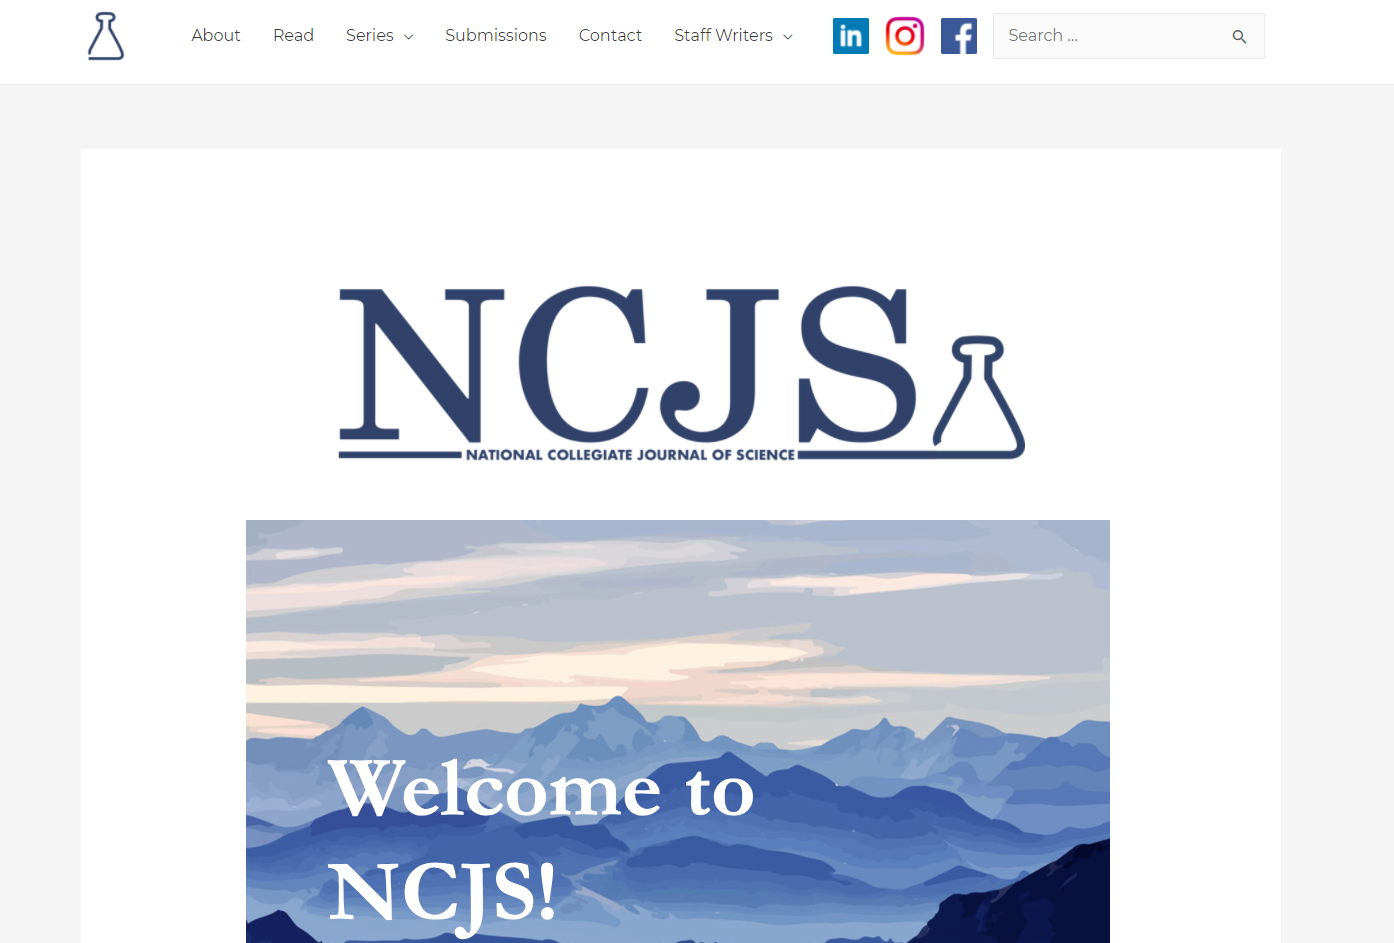 About Read Series Submissions Contact Staff Writers in f Search ...
NCJS
NATIONAL COLLEGIATE JOURNAL OF SCIENCE
Welcome to
NCJS!